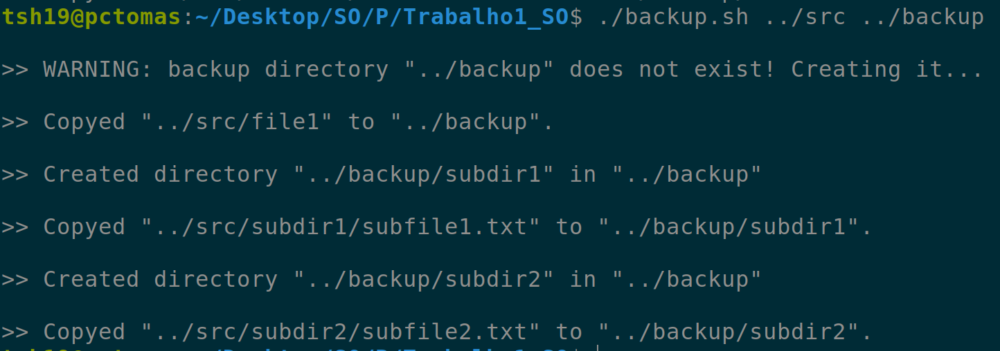 tsh19@pctomas:~/Desktop/SO/P/Trabalho1_SO$ ./backup.sh ../src ../backup
>> WARNING: backup directory "../backup" does not exist! Creating it...
>> Copyed "../src/file1" to "../backup".
>> Created directory "../backup/subdir1" in "../backup"
>> Copyed "../src/subdir1/subfile1.txt" to "../backup/subdir1".
>> Created directory "../backup/subdir2" in "../backup"
>> Copyed "../src/subdir2/subfile2.txt" to "../backup/subdir2".